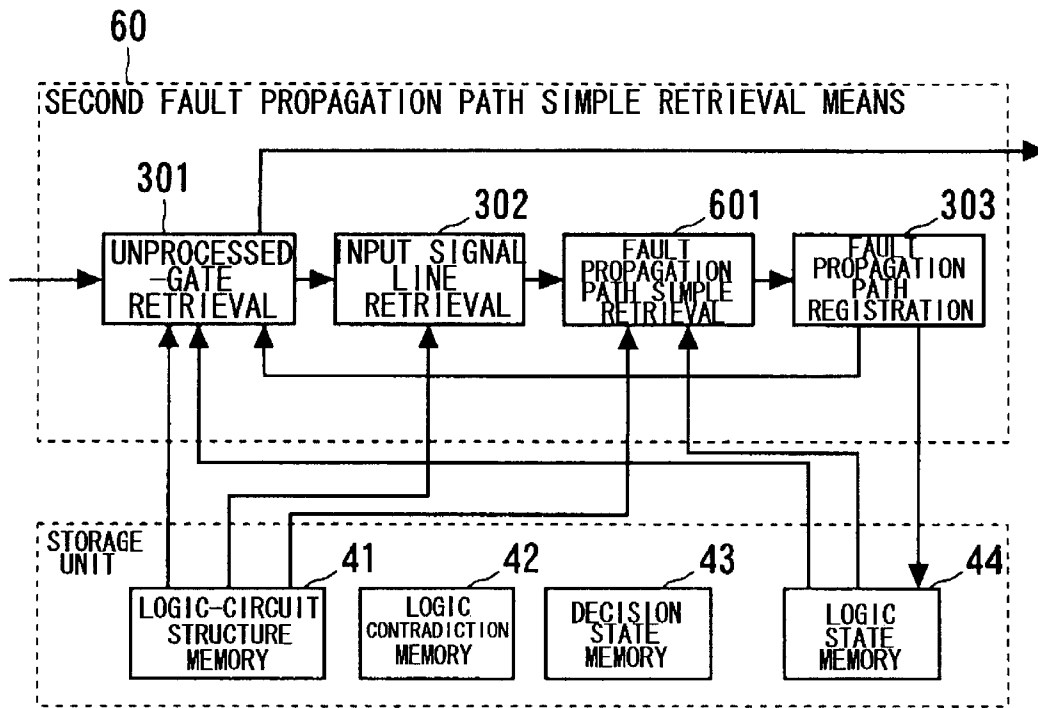 60
SECOND FAULT PROPAGATION PATH SIMPLE RETRIEVAL MEANS
301
302
601
303
UNPROCESSED
-GATE
RETRIEVAL
INPUT SIGNAL
LINE
RETRIEVAL
FAULT
PROPAGATION
PATH SIMPLE
RETRIEVAL
FAULT
PROPAGATION
PATH
REGISTRATION
STORAGE
UNIT
41
42
43
44
LOGIC-CIRCUIT
STRUCTURE
MEMORY
LOGIC
CONTRADICTION
MEMORY
DECISION
STATE
MEMORY
LOGIC
STATE
MEMORY